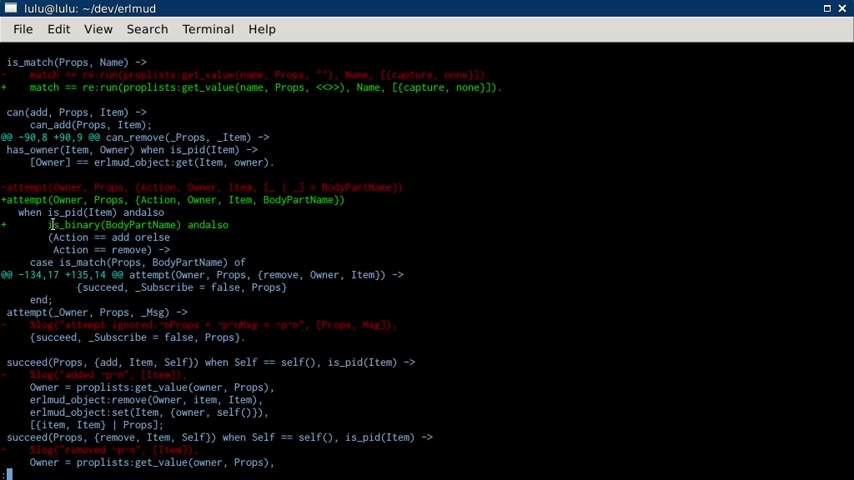 lulu@lulu: ~/dev/erlmud
File Edit View Search Terminal Help
is_match(Props, Name) ->
-    match == re:run(proplists:get_value(name, Props, ""), Name, [{capture, none}]).
+    match == re:run(proplists:get_value(name, Props, <<>>), Name, [{capture, none}]).
can(add, Props, Item) ->
    can_add(Props, Item);
@@ -90,8 +90,9 @@ can_remove(_Props, _Item) ->
has_owner(Item, Owner) when is_pid(Item) ->
    [Owner] == erlmud_object:get(Item, owner).
-attempt(Owner, Props, {Action, Owner, Item, [_ | _] = BodyPartName})
+attempt(Owner, Props, {Action, Owner, Item, BodyPartName})
  when is_pid(Item) andalso
+       is_binary(BodyPartName) andalso
       (Action == add orelse
        Action == remove) ->
    case is_match(Props, BodyPartName) of
@@ -134,17 +135,14 @@ attempt(Owner, Props, {remove, Owner, Item}) ->
            {succeed, _Subscribe = false, Props}
    end;
attempt(_Owner, Props, _Msg) ->
-    %log("attempt ignored.~nProps = ~p~nMsg = ~p~n", [Props, Msg]),
    {succeed, _Subscribe = false, Props}.
succeed(Props, {add, Item, Self}) when Self == self(), is_pid(Item) ->
-    %log("added ~p~n", [Item]),
    Owner = proplists:get_value(owner, Props),
    erlmud_object:remove(Owner, item, Item),
    erlmud_object:set(Item, {owner, self()}),
    [{item, Item} | Props];
succeed(Props, {remove, Item, Self}) when Self == self(), is_pid(Item) ->
-    %log("removed ~p~n", [Item]),
    Owner = proplists:get_value(owner, Props),
: